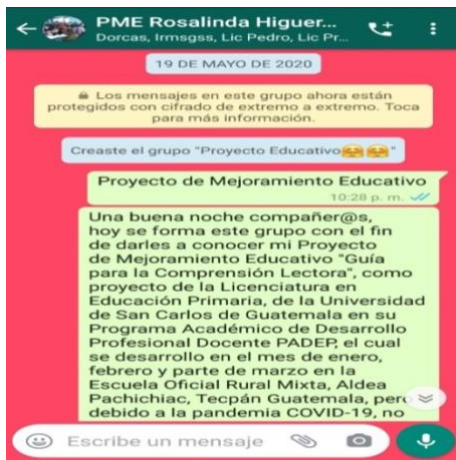 PME Rosalinda Higuer...
Dorcas, Irmsgss, Lic Pedro, Lic Pr...
19 DE MAYO DE 2020
Los mensajes en este grupo ahora están
protegidos con cifrado de extremo a extremo. Toca
para más información.
Creaste el grupo "Proyecto Educativo🤗🤗"
Proyecto de Mejoramiento Educativo
10:28 p. m.
Una buena noche compañer@s,
hoy se forma este grupo con el fin
de darles a conocer mi Proyecto
de Mejoramiento Educativo "Guía
para la Comprensión Lectora", como
proyecto de la Licenciatura en
Educación Primaria, de la Universidad
de San Carlos de Guatemala en su
Programa Académico de Desarrollo
Profesional Docente PADEP, el cual
se desarrollo en el mes de enero,
febrero y parte de marzo en la
Escuela Oficial Rural Mixta, Aldea
Pachichiac, Tecpán Guatemala, pero
debido a la pandemia COVID-19, no
Escribe un mensaje